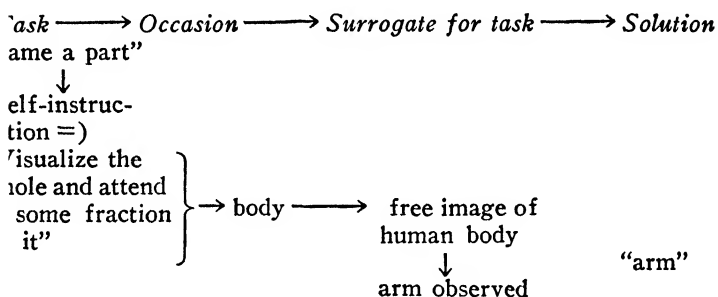 ask → Occasion → Surrogate for task → Solution
ame a part”
↓
elf-instruc-
tion =)
isualize the
ole and attend
some fraction → body → free image of
it” human body
↓ “arm”
arm observed